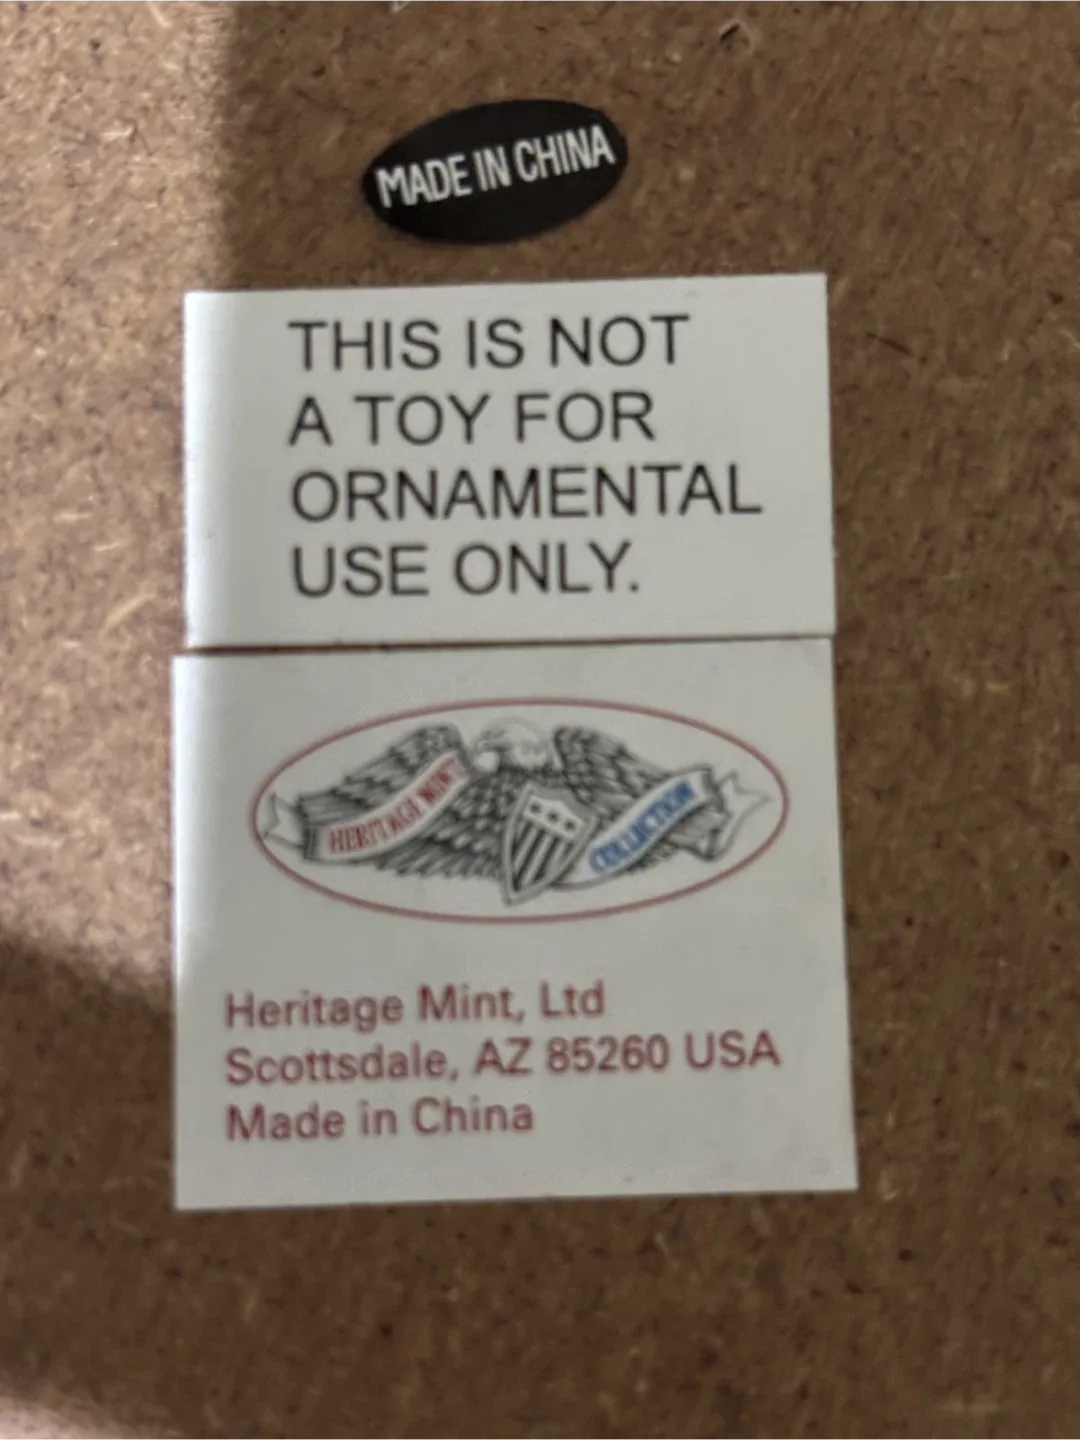 MADE IN CHINA
THIS IS NOT
A TOY FOR
ORNAMENTAL
USE ONLY.
HERITAGE MINT
COLLECTION
Heritage Mint, Ltd
Scottsdale, AZ 85260 USA
Made in China